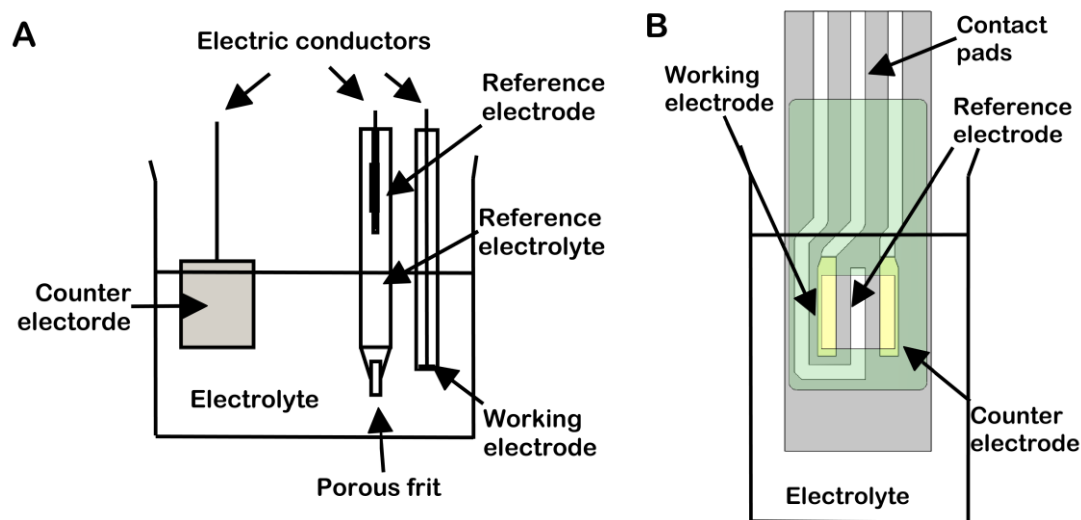 A
Electric conductors
Reference
electrode
Reference
electrolyte
Counter
electorde
Electrolyte
Working
electrode
Porous frit
B
Contact
pads
Working
electrode
Reference
electrode
Counter
electrode
Electrolyte